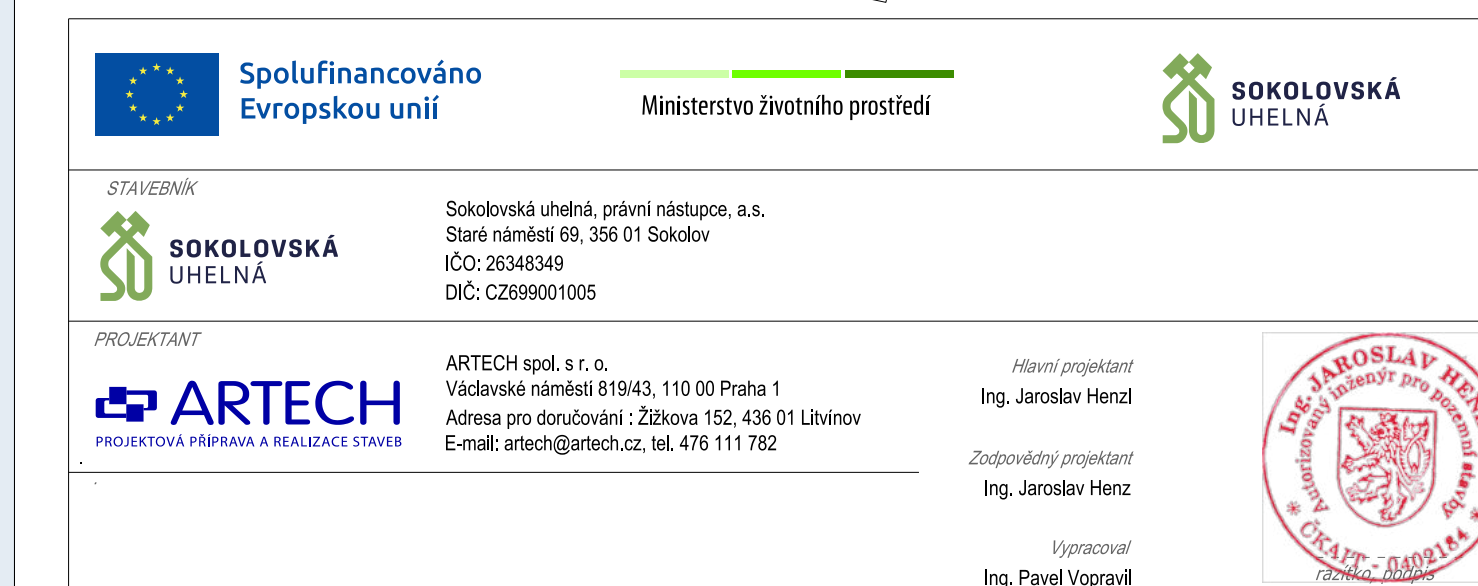 Spolufinancováno
Evropskou unií
Ministerstvo životního prostředí
SOKOLOVSKÁ
UHELNÁ
STAVEBNÍK
SOKOLOVSKÁ
UHELNÁ
Sokolovská uhelná, právní nástupce, a.s.
Staré náměstí 69, 356 01 Sokolov
IČO: 26348349
DIČ: CZ699001005
PROJEKTANT
ARTECH
PROJEKTOVÁ PŘÍPRAVA A REALIZACE STAVEB
ARTECH spol. s r. o.
Václavské náměstí 819/43, 110 00 Praha 1
Adresa pro doručování : Žižkova 152, 436 01 Litvínov
E-mail: artech@artech.cz, tel. 476 111 782
Hlavní projektant
Ing. Jaroslav Henzl
Zodpovědný projektant
Ing. Jaroslav Henz
Vypracoval
Ing. Pavel Vopravil
Ing. JAROSLAV HEN
Autorizovaný inženýr pro pozemní stavby
ČKAIT - 0402184
razítko, podpis